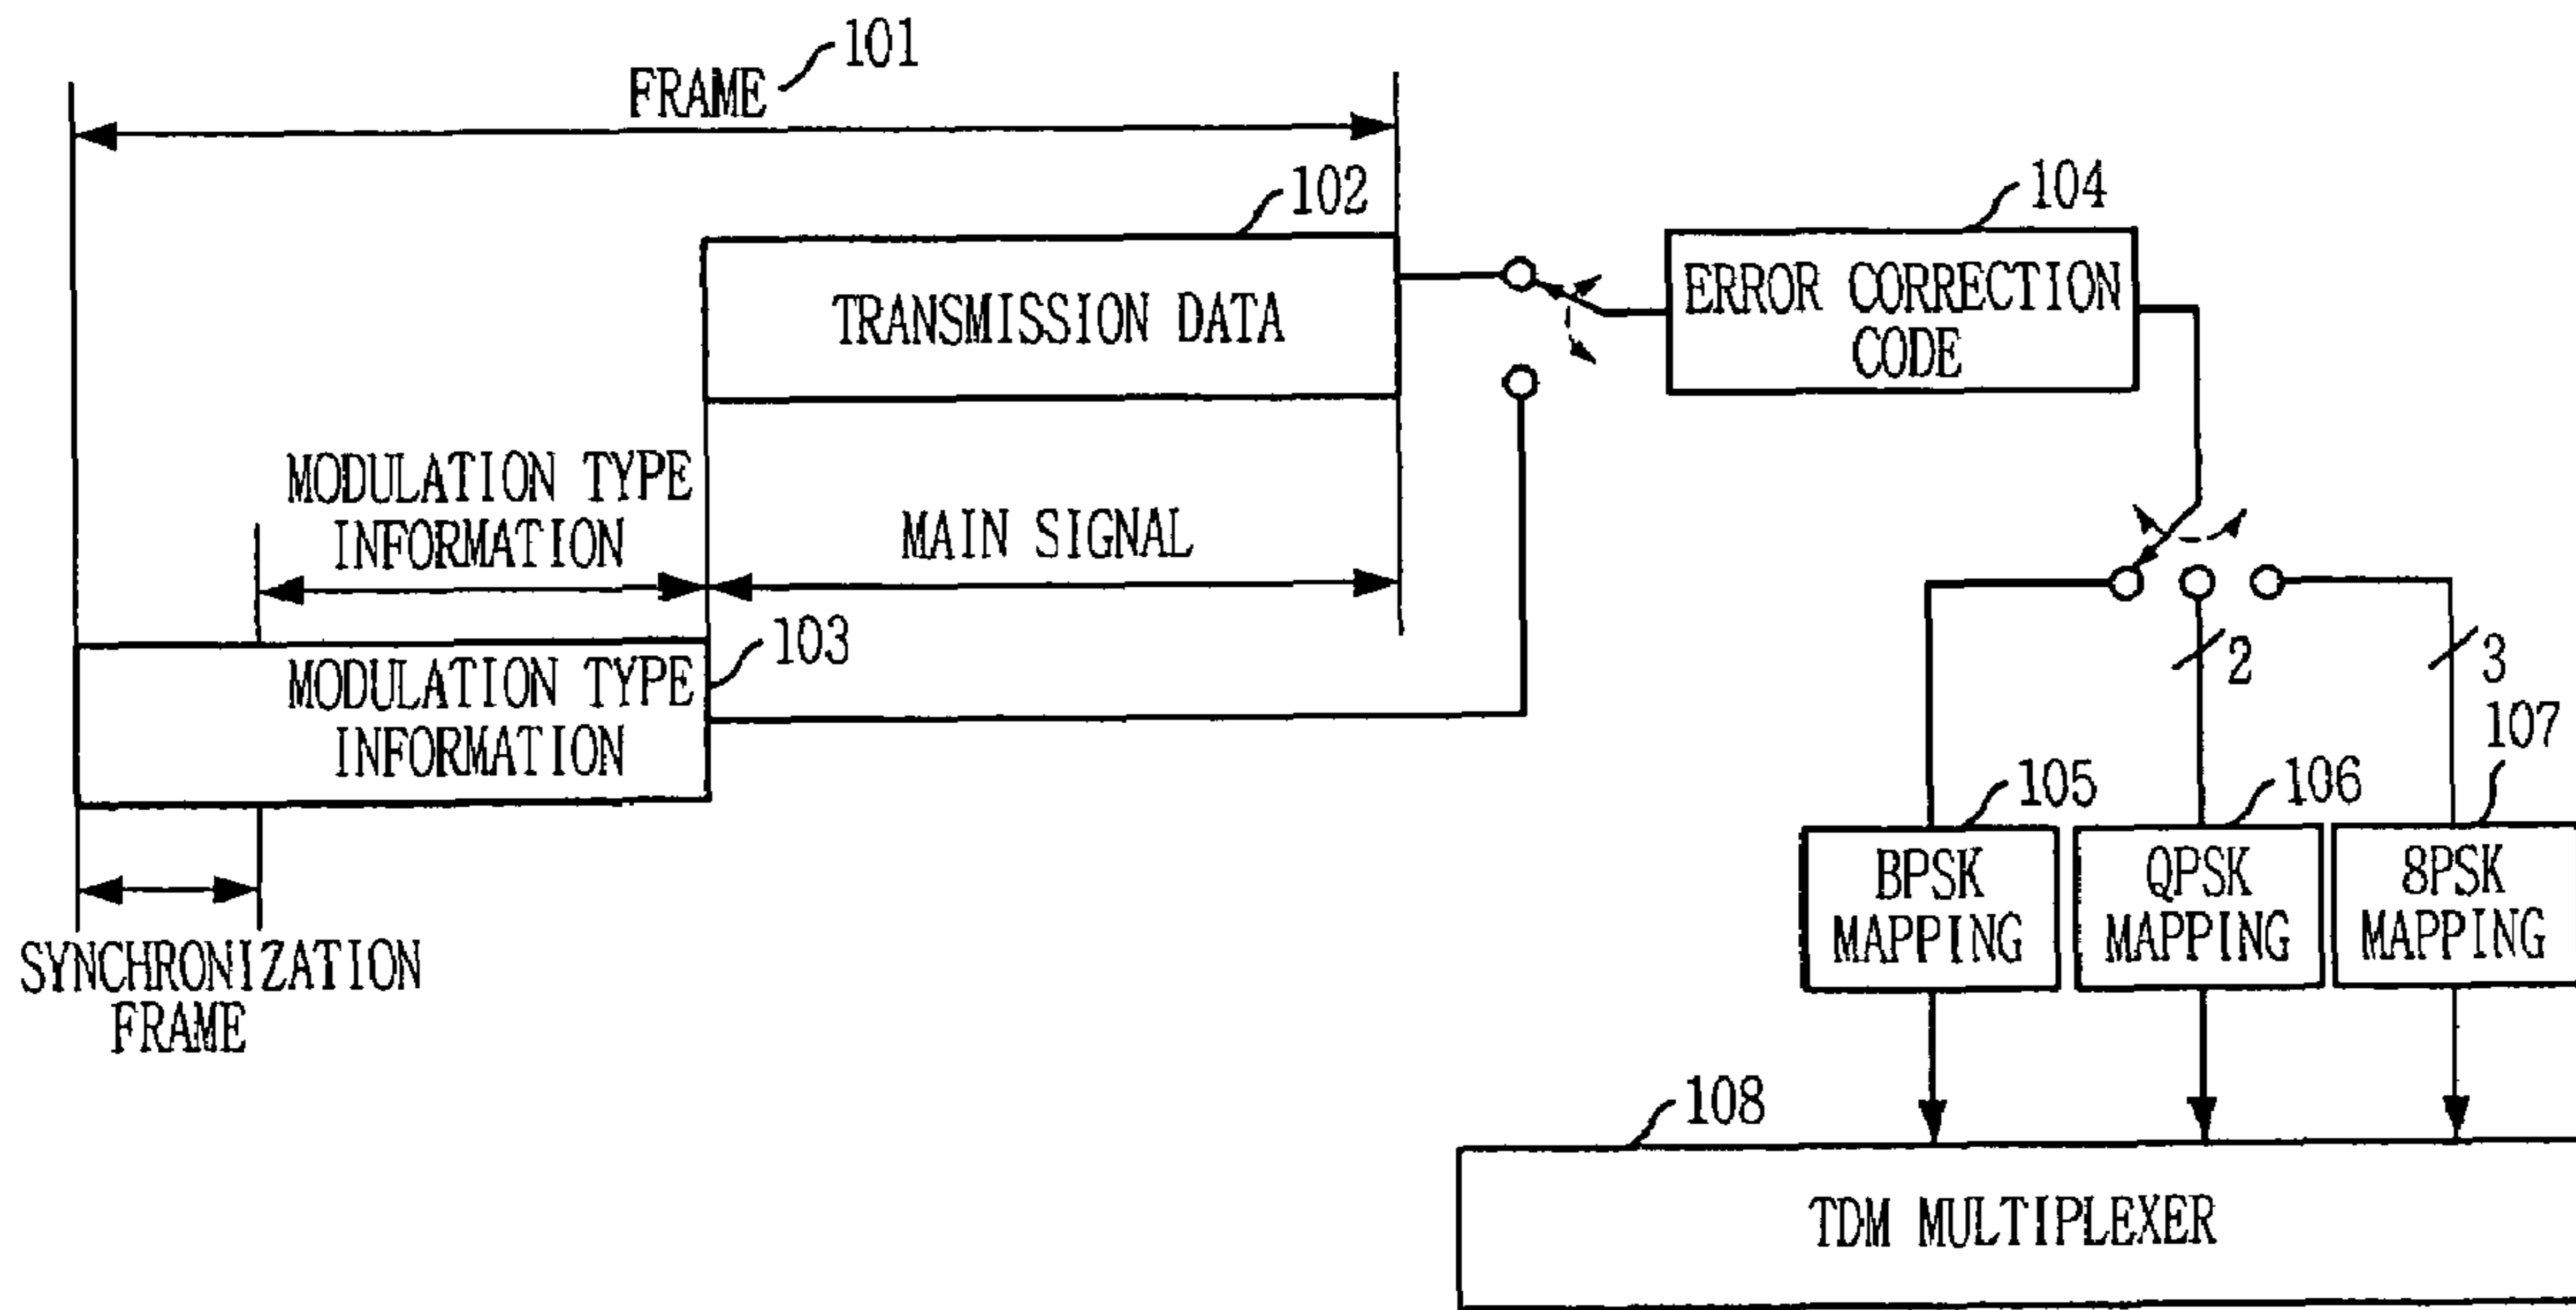 101
FRAME
102
TRANSMISSION DATA
104
ERROR CORRECTION
CODE
MODULATION TYPE
INFORMATION
MAIN SIGNAL
103
MODULATION TYPE
INFORMATION
2
3
107
105
106
BPSK
MAPPING
QPSK
MAPPING
8PSK
MAPPING
SYNCHRONIZATION
FRAME
108
TDM MULTIPLEXER